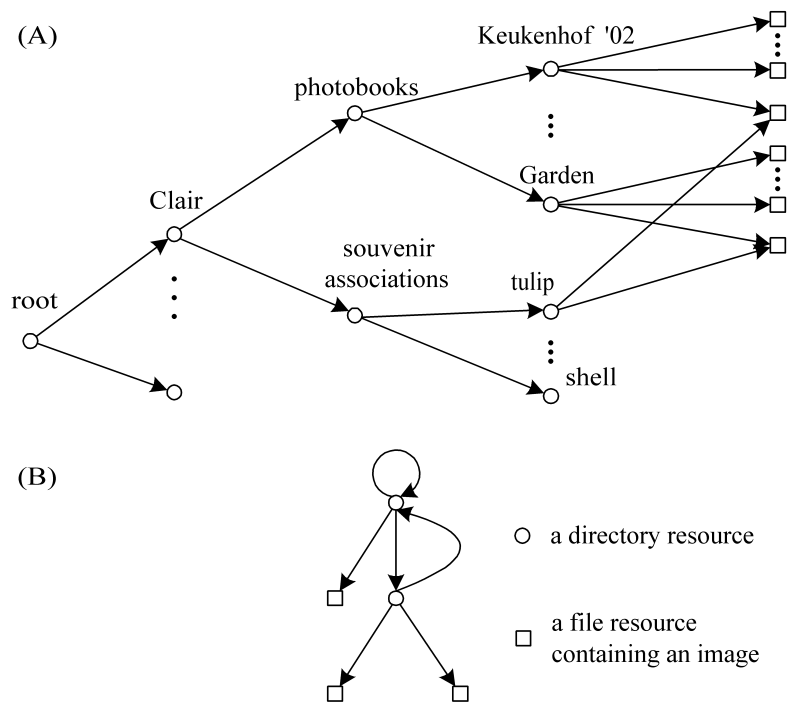 (A)
Keukenhof '02
photobooks
Garden
Clair
souvenir
associations
tulip
root
shell
(B)
a directory resource
a file resource
containing an image